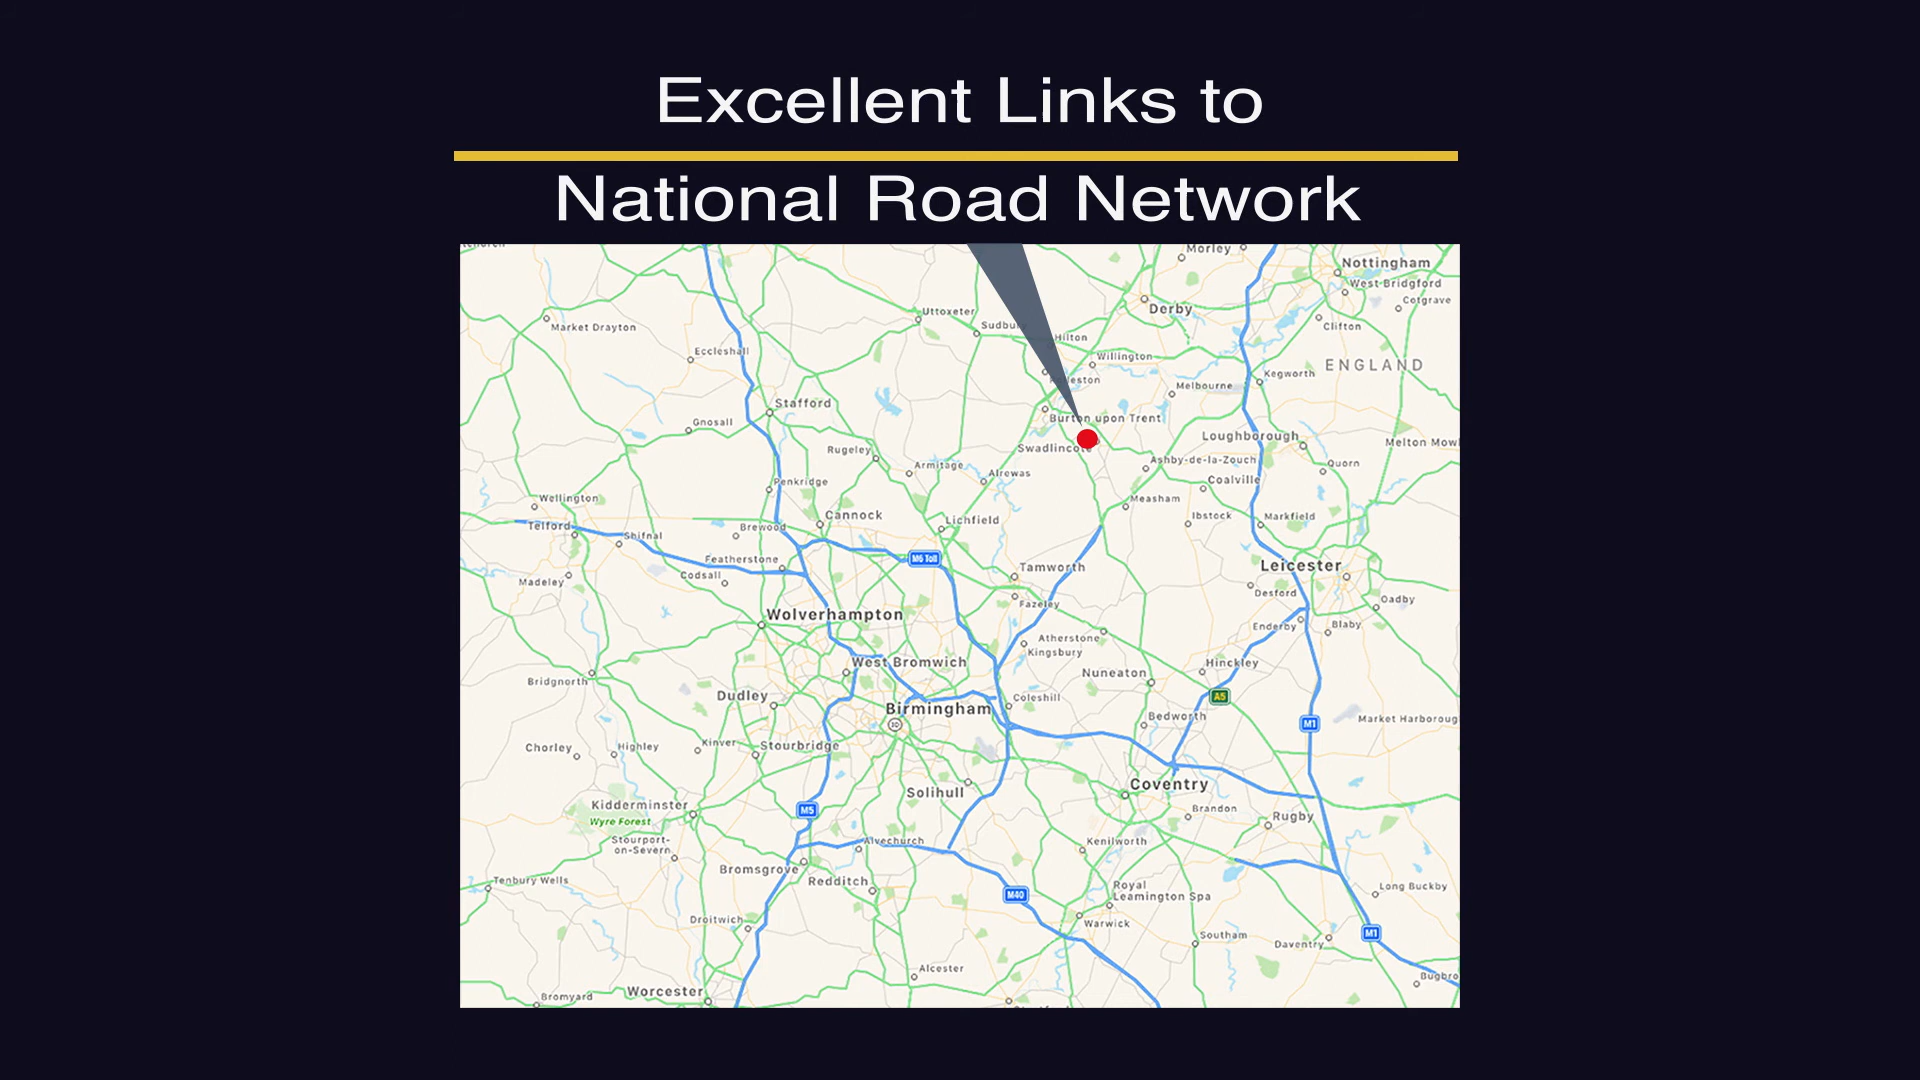 Excellent Links to
National Road Network
Morley
Nottingham
West Bridgford
Cotgrave
Derby
Uttoxeter
Clifton
Market Drayton
Hilton
Eccleshall
Willington
ENGLAND
Kegworth
Melbourne
Stafford
Burton upon Trent
Gnosall
Loughborough
Swadlincote
Rugeley
Ashby-de-la-Zouch
Quorn
Armitage
Alrewas
Coalville
Penkridge
Measham
Wellington
Cannock
Lichfield
Ibstock
Markfield
Telford
Brewood
Shifnal
M6 Toll
Featherstone
Tamworth
Leicester
Codsall
Madeley
Desford
Oadby
Fazeley
Wolverhampton
Enderby
Blaby
Atherstone
Kingsbury
West Bromwich
Hinckley
Nuneaton
Bridgnorth
Dudley
A5
Coleshill
Birmingham
Bedworth
M1
Chorley
Highley
Kinver
Stourbridge
Coventry
Solihull
Kidderminster
M5
Brandon
Wyre Forest
Rugby
Stourport-
on-Severn
Alvechurch
Kenilworth
Bromsgrove
Redditch
Tenbury Wells
Royal
Leamington Spa
Long Buckby
M40
Droitwich
Warwick
Southam
M1
Daventry
Alcester
Worcester
Bromyard